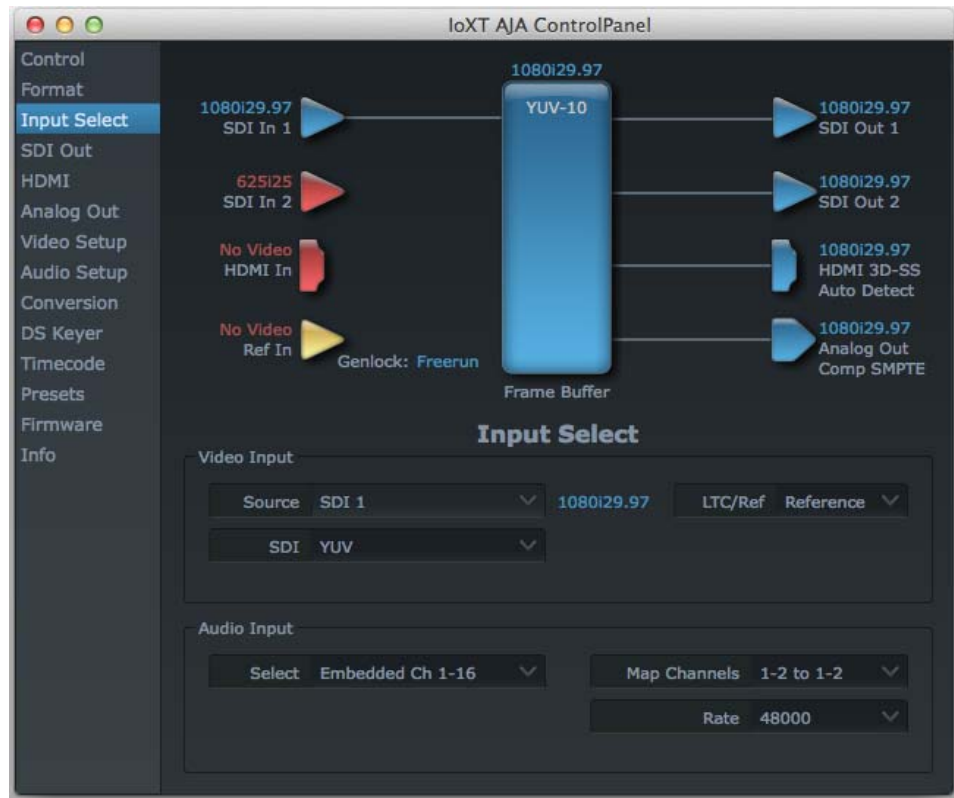 IoXT AJA ControlPanel
Control
Format
Input Select
SDI Out
HDMI
Analog Out
Video Setup
Audio Setup
Conversion
DS Keyer
Timecode
Presets
Firmware
Info
1080i29.97
YUV-10
Frame Buffer
1080i29.97
SDI In 1
625i25
SDI In 2
No Video
HDMI In
No Video
Ref In
Genlock: Freerun
1080i29.97
SDI Out 1
1080i29.97
SDI Out 2
1080i29.97
HDMI 3D-SS
Auto Detect
1080i29.97
Analog Out
Comp SMPTE
Input Select
Video Input
Source SDI 1 1080i29.97 LTC/Ref Reference
SDI YUV
Audio Input
Select Embedded Ch 1-16 Map Channels 1-2 to 1-2
Rate 48000